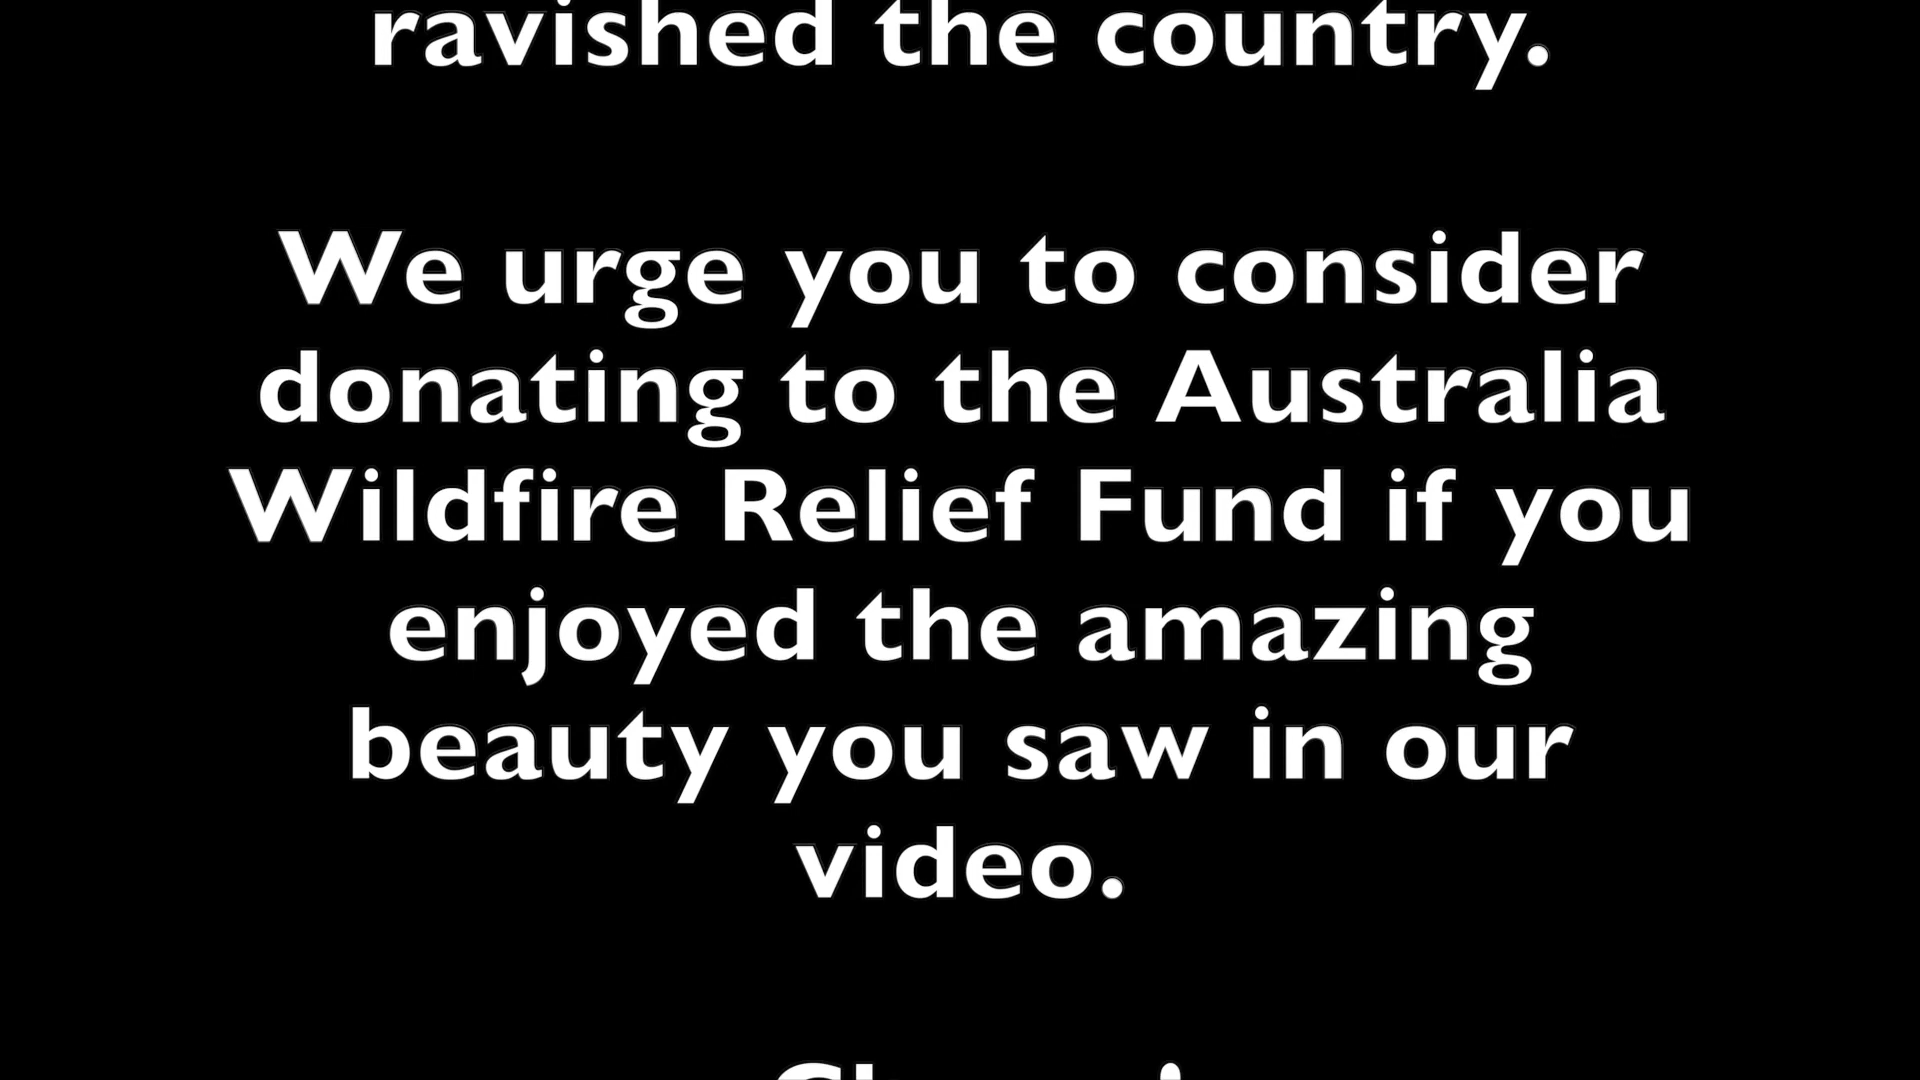 ravished the country.
We urge you to consider
donating to the Australia
Wildfire Relief Fund if you
enjoyed the amazing
beauty you saw in our
video.